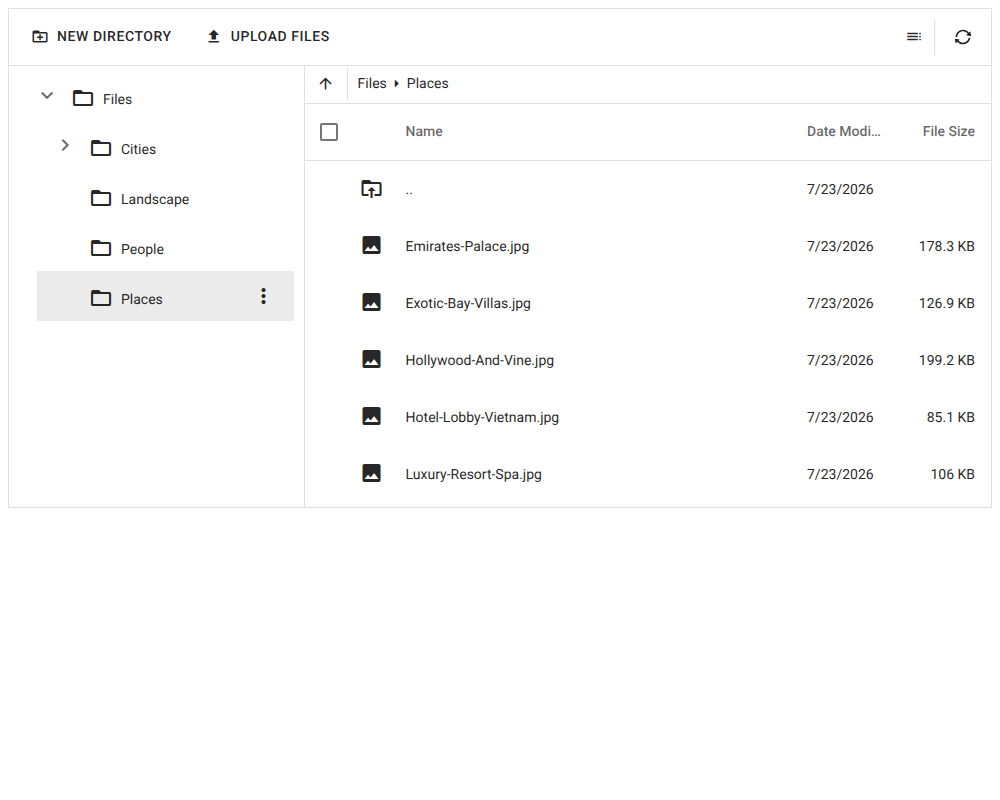 NEW DIRECTORY UPLOAD FILES
Files
Cities
Landscape
People
Places
Files Places
Name Date Modi... File Size
.. 7/23/2026
Emirates-Palace.jpg 7/23/2026 178.3 KB
Exotic-Bay-Villas.jpg 7/23/2026 126.9 KB
Hollywood-And-Vine.jpg 7/23/2026 199.2 KB
Hotel-Lobby-Vietnam.jpg 7/23/2026 85.1 KB
Luxury-Resort-Spa.jpg 7/23/2026 106 KB